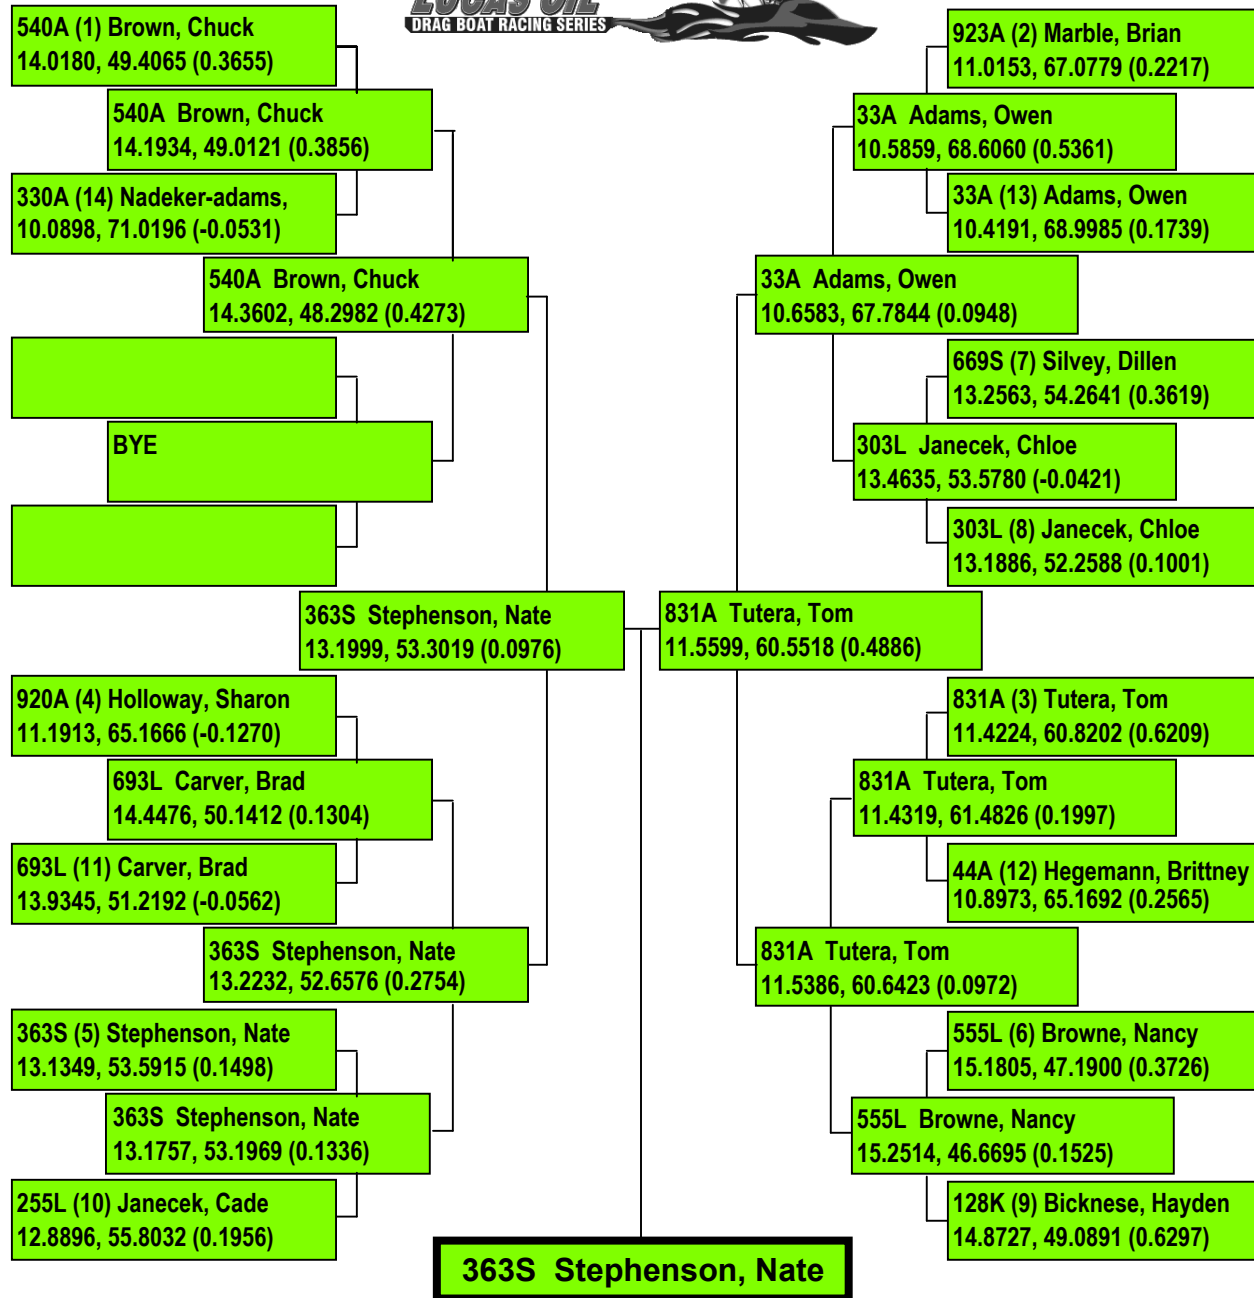 LUCAS OIL
DRAG BOAT RACING SERIES
540A (1) Brown, Chuck
14.0180, 49.4065 (0.3655)
540A  Brown, Chuck
14.1934, 49.0121 (0.3856)
330A (14) Nadeker-adams,
10.0898, 71.0196 (-0.0531)
540A  Brown, Chuck
14.3602, 48.2982 (0.4273)
BYE
363S  Stephenson, Nate
13.1999, 53.3019 (0.0976)
920A (4) Holloway, Sharon
11.1913, 65.1666 (-0.1270)
693L  Carver, Brad
14.4476, 50.1412 (0.1304)
693L (11) Carver, Brad
13.9345, 51.2192 (-0.0562)
363S  Stephenson, Nate
13.2232, 52.6576 (0.2754)
363S (5) Stephenson, Nate
13.1349, 53.5915 (0.1498)
363S  Stephenson, Nate
13.1757, 53.1969 (0.1336)
255L (10) Janecek, Cade
12.8896, 55.8032 (0.1956)
923A (2) Marble, Brian
11.0153, 67.0779 (0.2217)
33A  Adams, Owen
10.5859, 68.6060 (0.5361)
33A (13) Adams, Owen
10.4191, 68.9985 (0.1739)
33A  Adams, Owen
10.6583, 67.7844 (0.0948)
669S (7) Silvey, Dillen
13.2563, 54.2641 (0.3619)
303L  Janecek, Chloe
13.4635, 53.5780 (-0.0421)
303L (8) Janecek, Chloe
13.1886, 52.2588 (0.1001)
831A  Tutera, Tom
11.5599, 60.5518 (0.4886)
831A (3) Tutera, Tom
11.4224, 60.8202 (0.6209)
831A  Tutera, Tom
11.4319, 61.4826 (0.1997)
44A (12) Hegemann, Brittney
10.8973, 65.1692 (0.2565)
831A  Tutera, Tom
11.5386, 60.6423 (0.0972)
555L (6) Browne, Nancy
15.1805, 47.1900 (0.3726)
555L  Browne, Nancy
15.2514, 46.6695 (0.1525)
128K (9) Bicknese, Hayden
14.8727, 49.0891 (0.6297)
363S  Stephenson, Nate